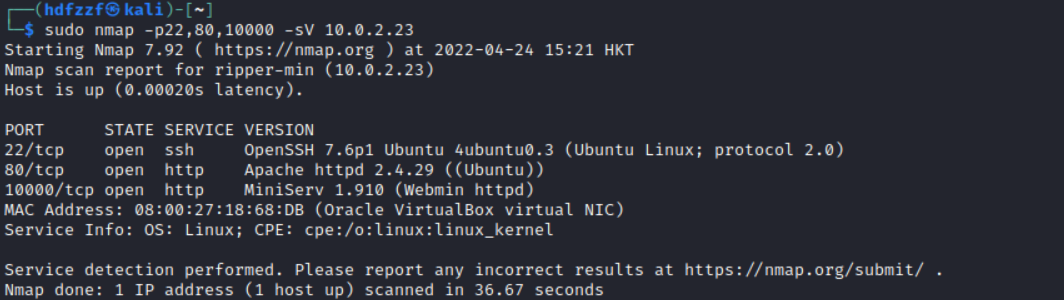 ┌──(hdfzzf㉿kali)-[~]
└─$ sudo nmap -p22,80,10000 -sV 10.0.2.23
Starting Nmap 7.92 ( https://nmap.org ) at 2022-04-24 15:21 HKT
Nmap scan report for ripper-min (10.0.2.23)
Host is up (0.00020s latency).

PORT      STATE SERVICE VERSION
22/tcp    open  ssh     OpenSSH 7.6p1 Ubuntu 4ubuntu0.3 (Ubuntu Linux; protocol 2.0)
80/tcp    open  http    Apache httpd 2.4.29 ((Ubuntu))
10000/tcp open  http    MiniServ 1.910 (Webmin httpd)
MAC Address: 08:00:27:18:68:DB (Oracle VirtualBox virtual NIC)
Service Info: OS: Linux; CPE: cpe:/o:linux:linux_kernel

Service detection performed. Please report any incorrect results at https://nmap.org/submit/ .
Nmap done: 1 IP address (1 host up) scanned in 36.67 seconds